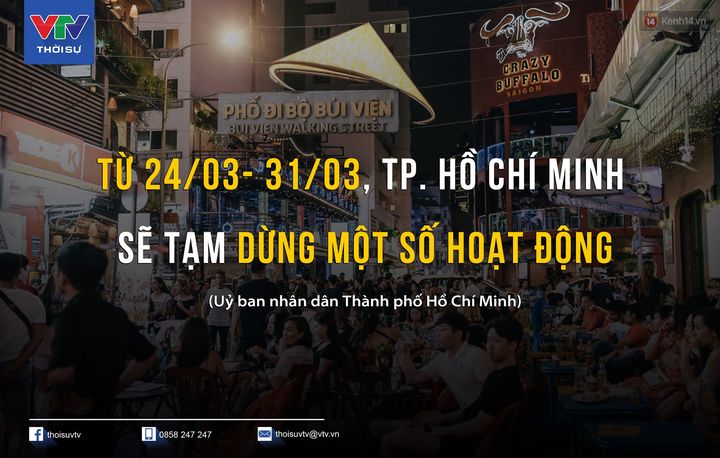 VTV
THỜI SỰ
14 Kenh14.vn
CRAZY
BUFFALO
SAIGON
PHỐ ĐI BỘ BÙI VIỆN
BUI VIEN WALKING STREET
TỪ 24/03- 31/03, TP. HỒ CHÍ MINH
SẼ TẠM DỪNG MỘT SỐ HOẠT ĐỘNG
(Uỷ ban nhân dân Thành phố Hồ Chí Minh)
thoisuvtv
0858 247 247
thoisuvtv@vtv.vn